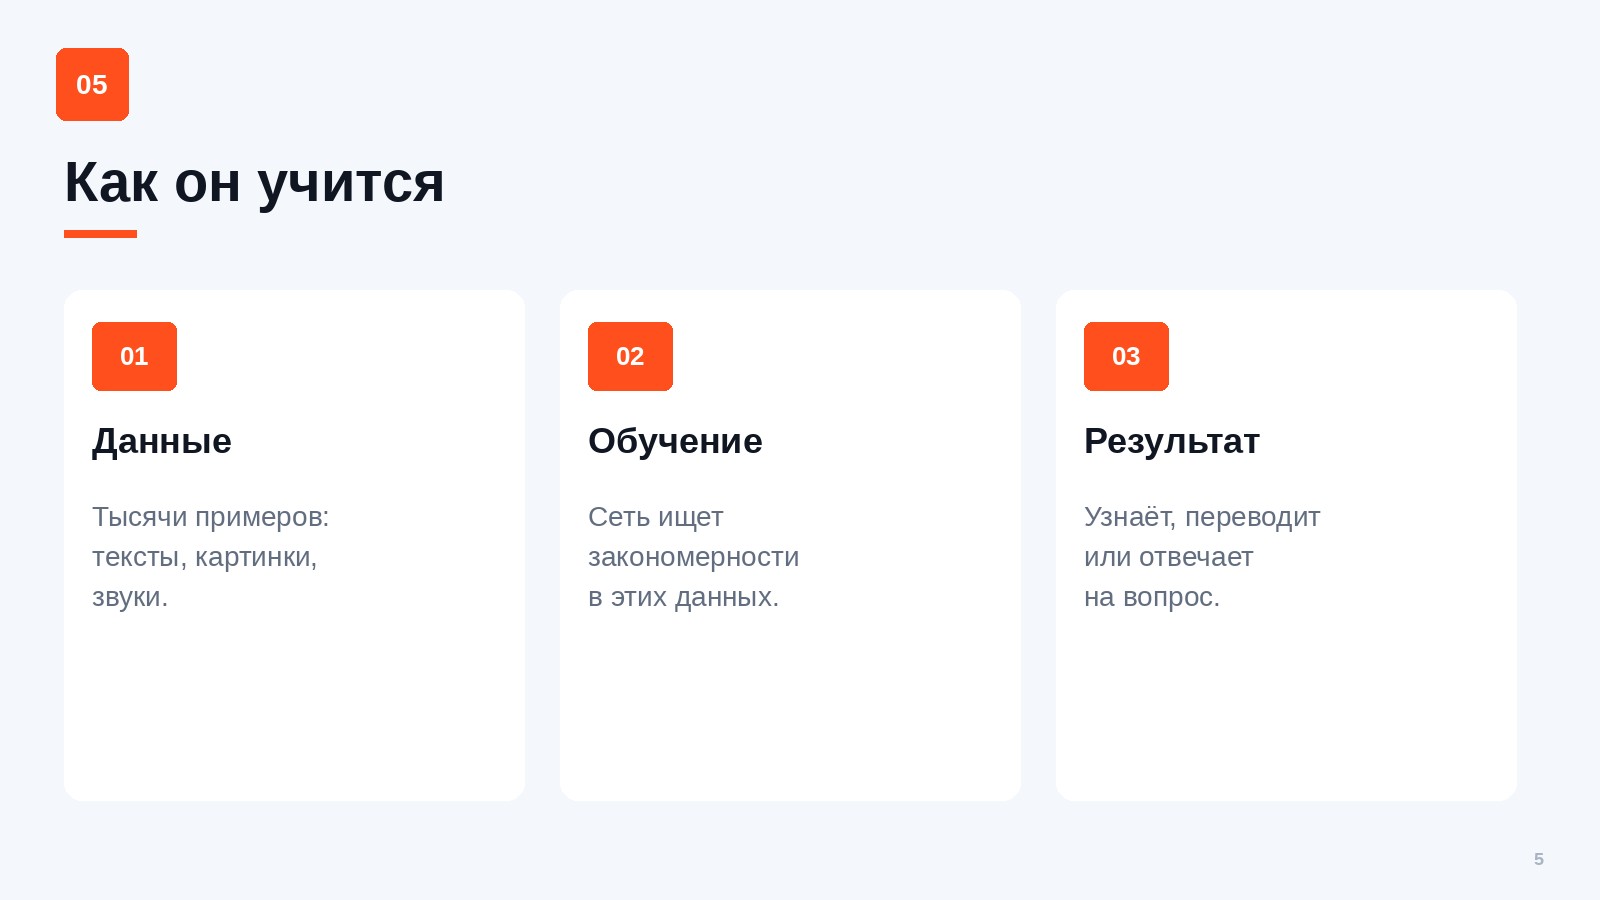 05
Как он учится
01
Данные
Тысячи примеров:
тексты, картинки,
звуки.
02
Обучение
Сеть ищет
закономерности
в этих данных.
03
Результат
Узнаёт, переводит
или отвечает
на вопрос.
5